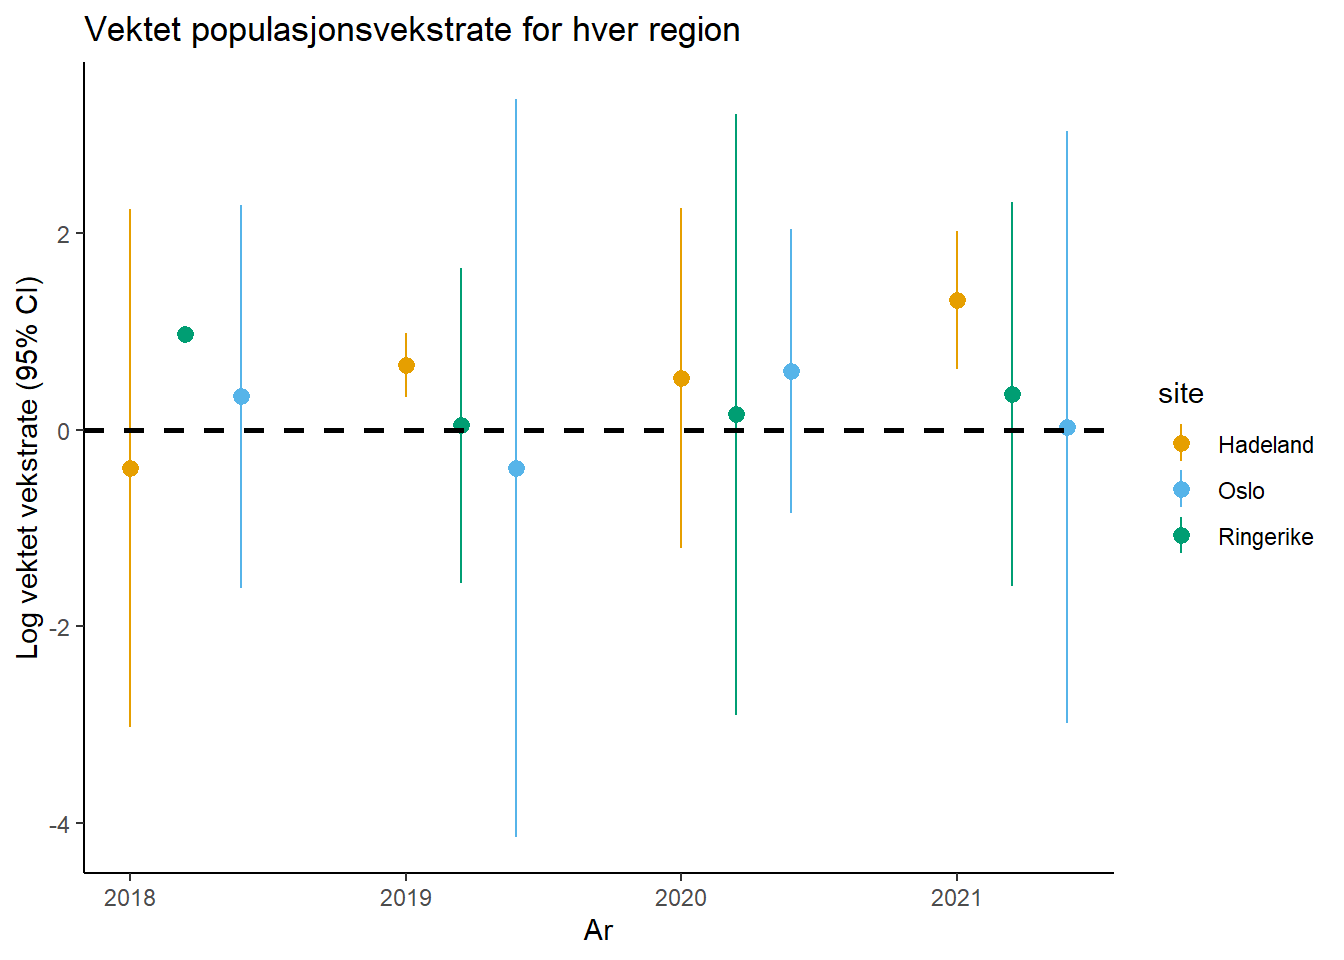 Vektet populasjonsvekstrate for hver region
Log vektet vekstrate (95% CI)
2
0
-2
-4
2018
2019
2020
2021
Ar
site
Hadeland
Oslo
Ringerike